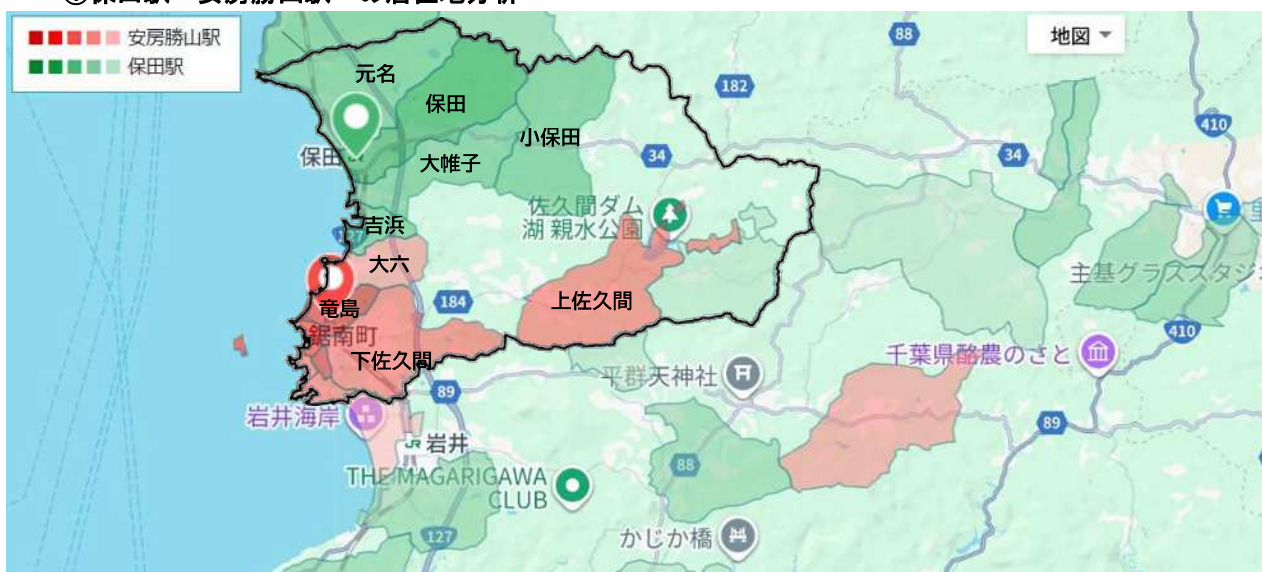 安房勝山駅
保田駅
地図
88
182
410
元名
保田
小保田
34
34
保田
大帷子
佐久間ダム
湖 親水公園
吉浜
127
大六
主基グラススタジ
竜島
184
上佐久間
410
鋸南町
下佐久間
千葉県酪農のさと
平群天神社
89
岩井海岸
89
JR 岩井
88
THE MAGARIGAWA
CLUB
127
かじか橋